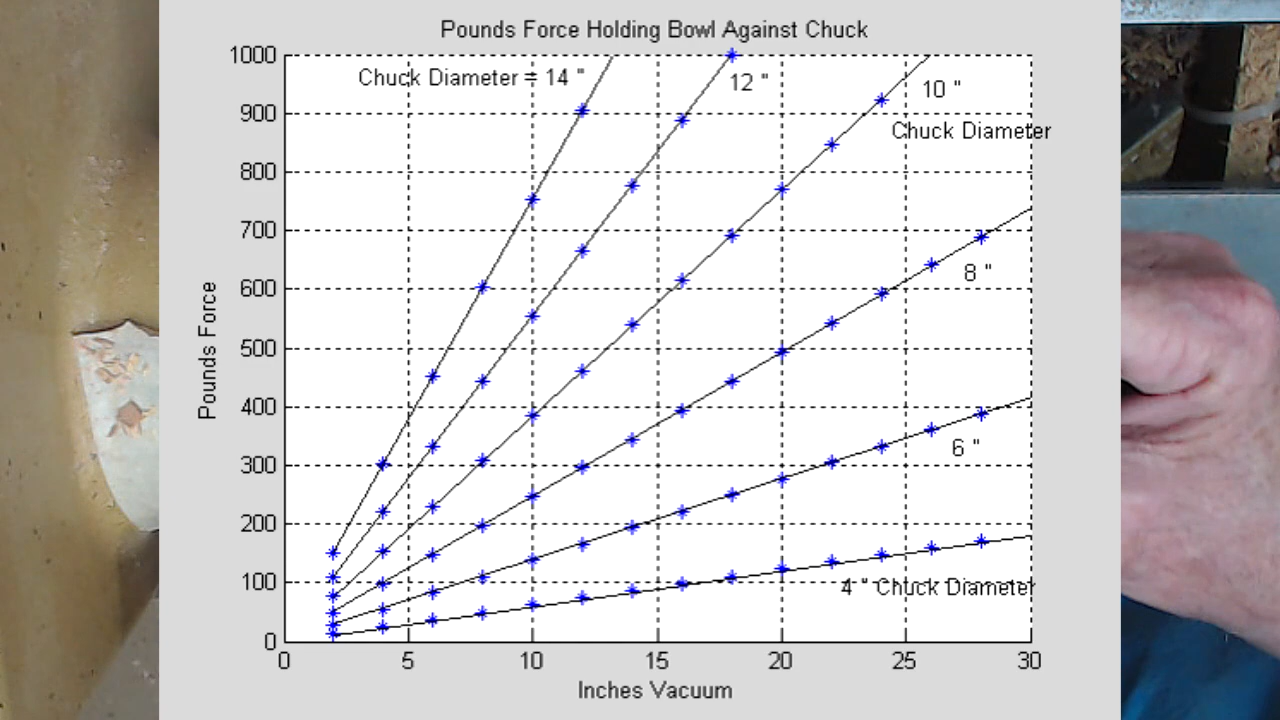 Pounds Force Holding Bowl Against Chuck
1000
Chuck Diameter = 14 "
12 "
10 "
900
Chuck Diameter
800
700
600
8 "
500
Pounds Force
400
6 "
300
200
100
4 " Chuck Diameter
0
0 5 10 15 20 25 30
Inches Vacuum